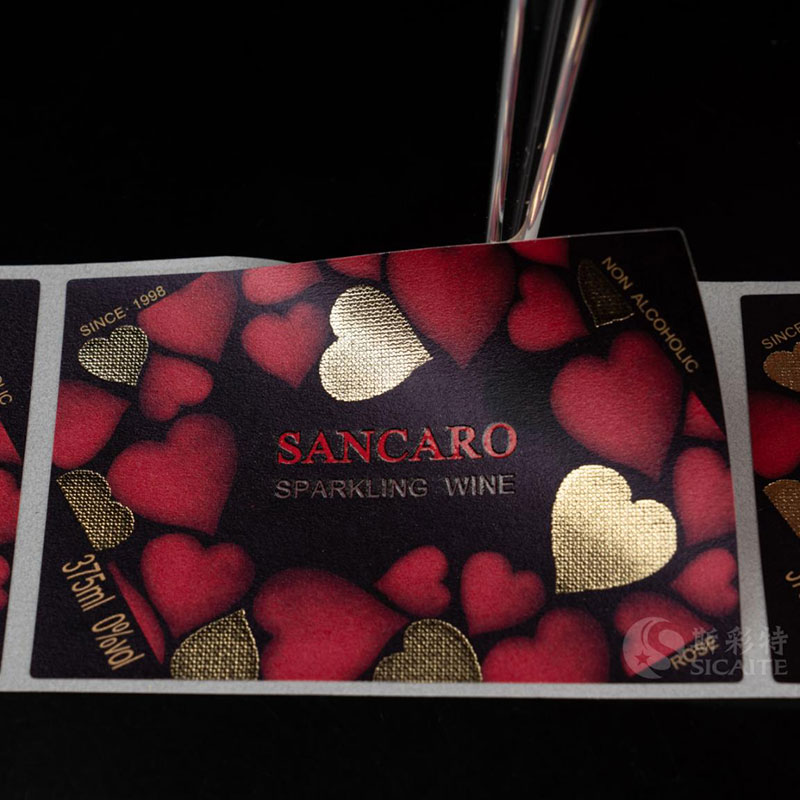 SINCE: 1998
NON ALCOHOLIC
SANCARO
SPARKLING WINE
375ml 0%vol
ROSE
斯彩特
SICAITE